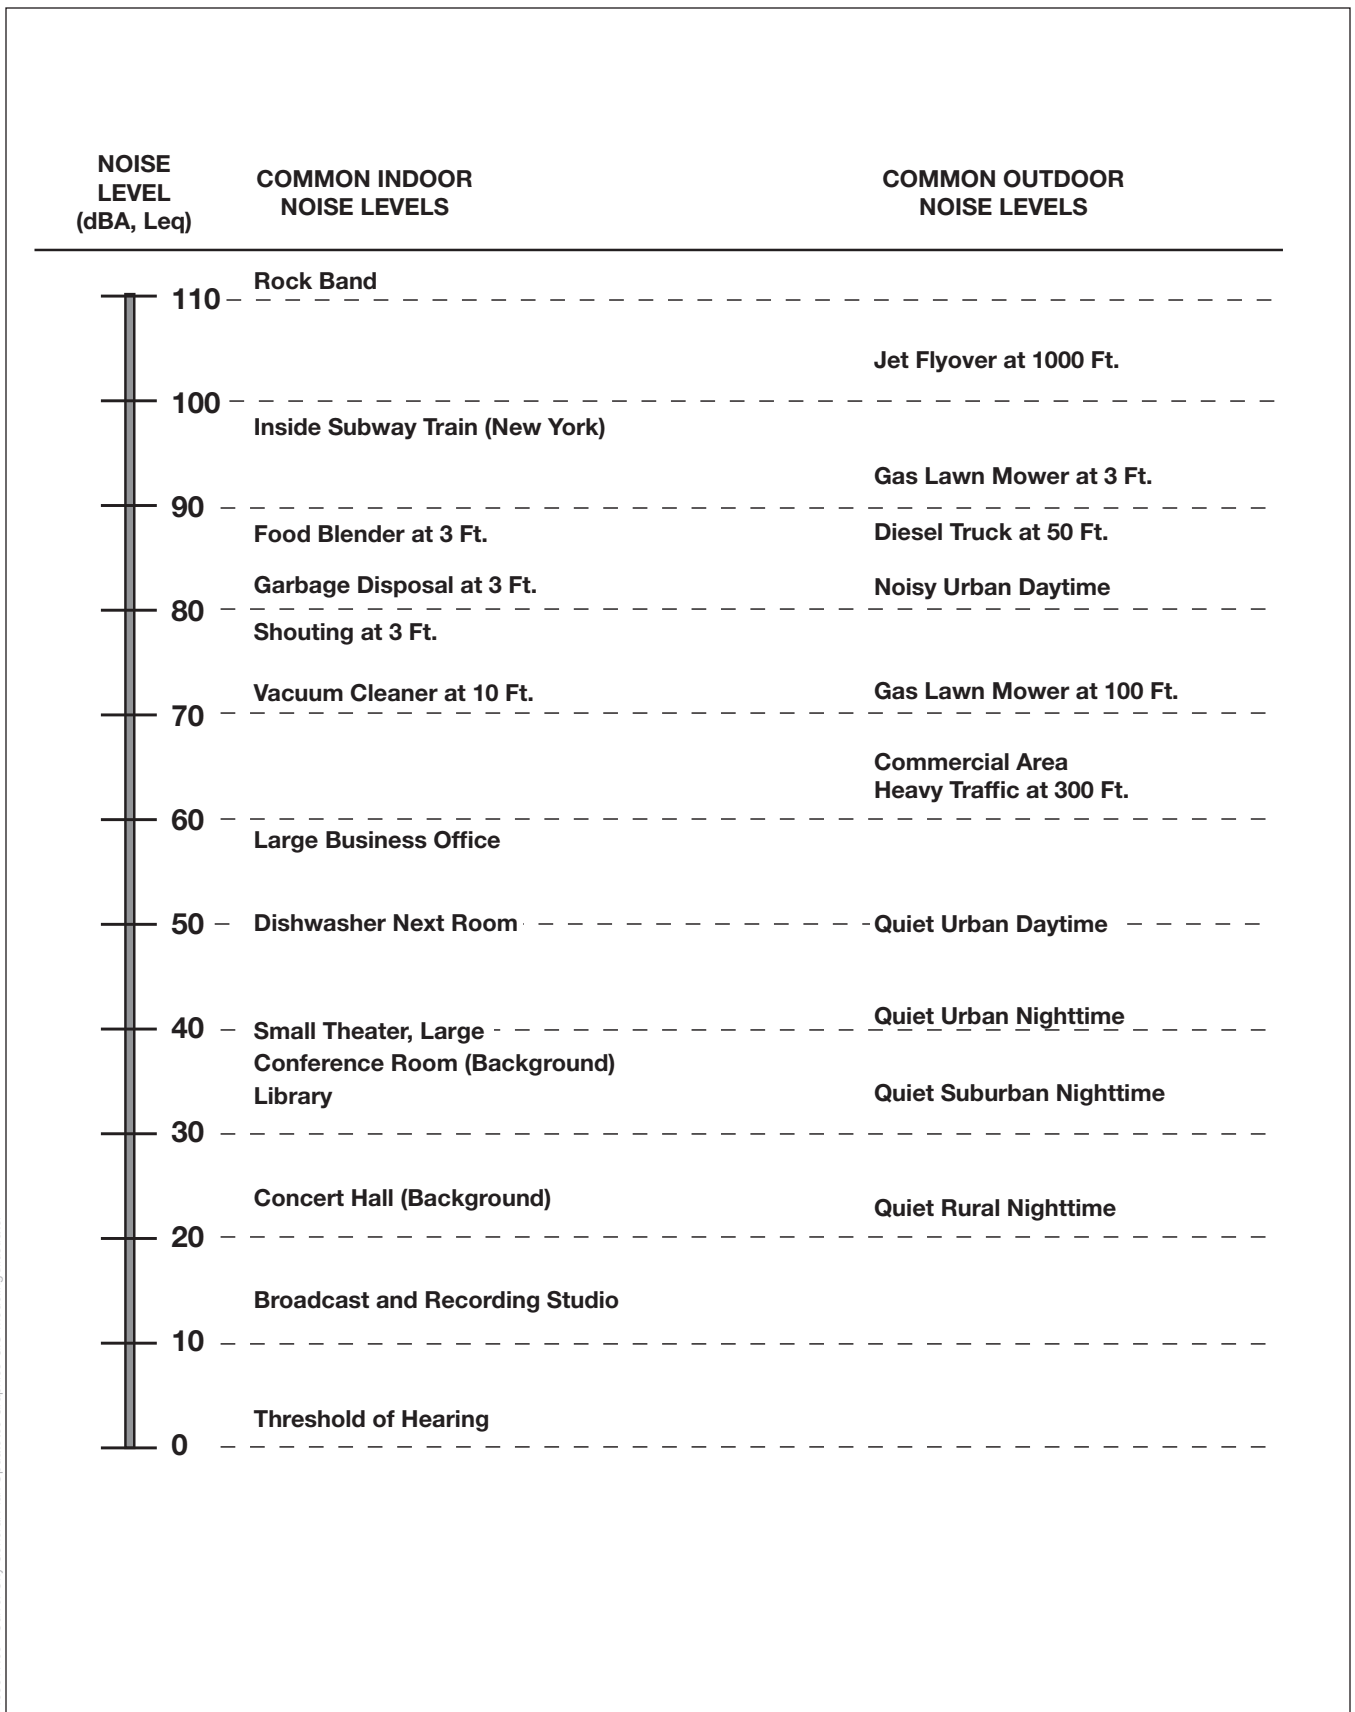 NOISE
LEVEL
(dBA, Leq)
COMMON INDOOR
NOISE LEVELS
COMMON OUTDOOR
NOISE LEVELS
Rock Band
110
Jet Flyover at 1000 Ft.
100
Inside Subway Train (New York)
Gas Lawn Mower at 3 Ft.
90
Food Blender at 3 Ft.
Diesel Truck at 50 Ft.
Garbage Disposal at 3 Ft.
Noisy Urban Daytime
80
Shouting at 3 Ft.
Vacuum Cleaner at 10 Ft.
Gas Lawn Mower at 100 Ft.
70
Commercial Area
Heavy Traffic at 300 Ft.
60
Large Business Office
50
Dishwasher Next Room
Quiet Urban Daytime
Quiet Urban Nighttime
40
Small Theater, Large
Conference Room (Background)
Library
Quiet Suburban Nighttime
30
Concert Hall (Background)
Quiet Rural Nighttime
20
Broadcast and Recording Studio
10
Threshold of Hearing
0